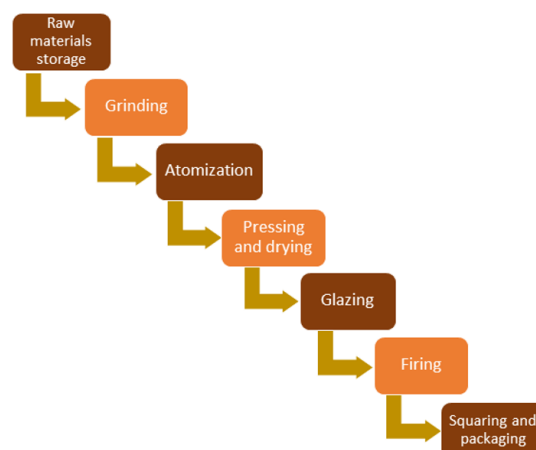 Raw
materials
storage
Grinding
Atomization
Pressing
and drying
Glazing
Firing
Squaring and
packaging